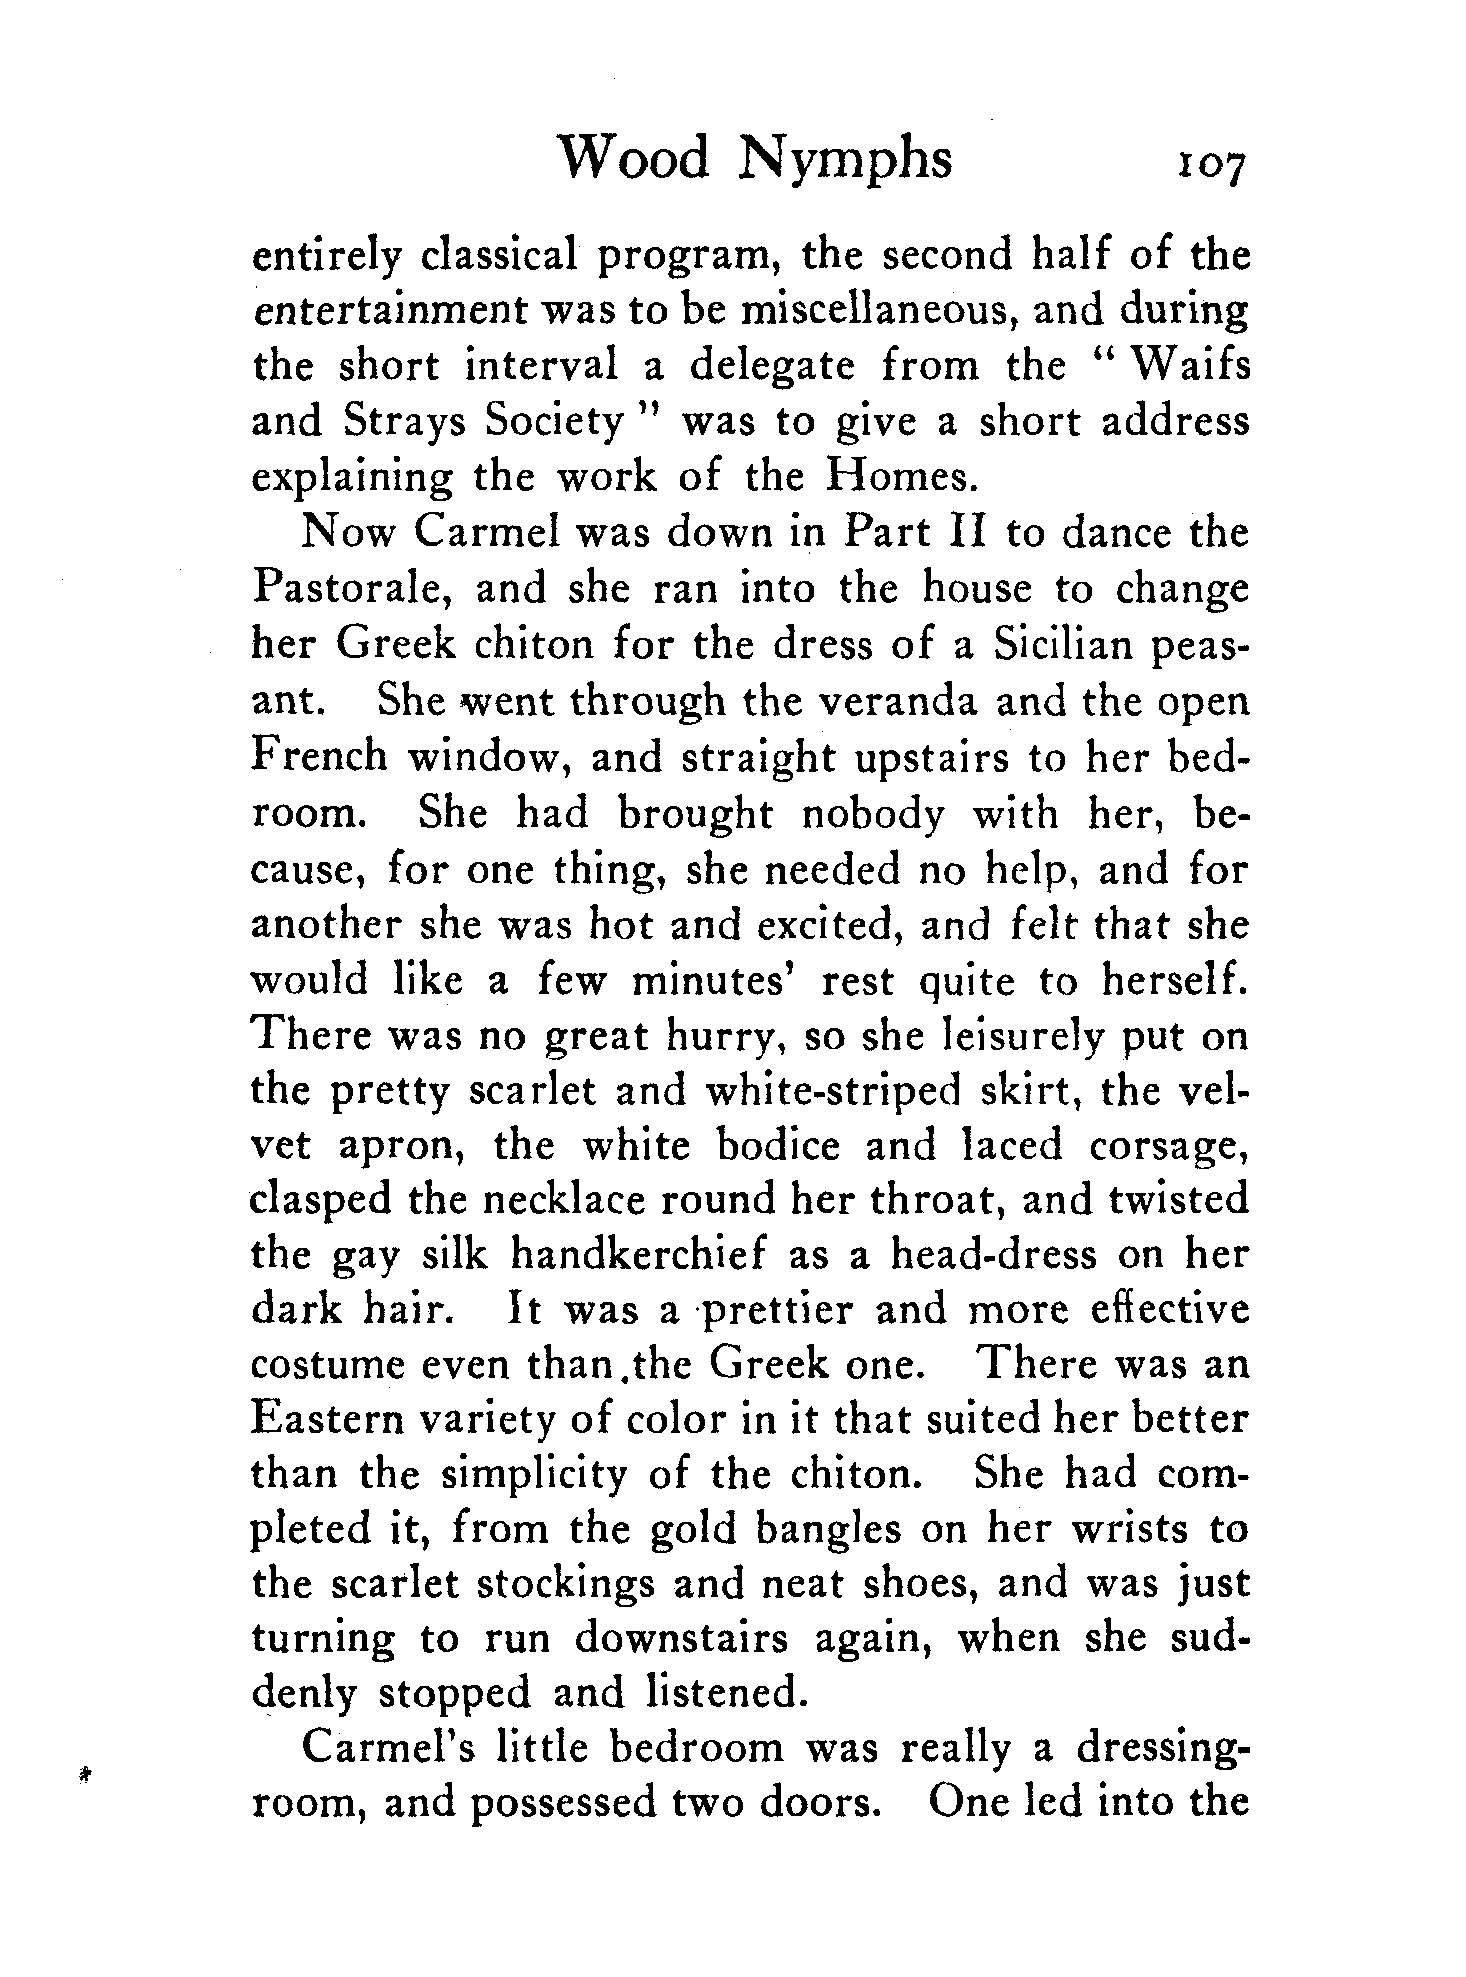 Wood Nymphs 107
entirely classical program, the second half of the
entertainment was to be miscellaneous, and during
the short interval a delegate from the " Waifs
and Strays Society " was to give a short address
explaining the work of the Homes.
Now Carmel was down in Part II to dance the
Pastorale, and she ran into the house to change
her Greek chiton for the dress of a Sicilian peas-
ant. She went through the veranda and the open
French window, and straight upstairs to her bed-
room. She had brought nobody with her, be-
cause, for one thing, she needed no help, and for
another she was hot and excited, and felt that she
would like a few minutes' rest quite to herself.
There was no great hurry, so she leisurely put on
the pretty scarlet and white-striped skirt, the vel-
vet apron, the white bodice and laced corsage,
clasped the necklace round her throat, and twisted
the gay silk handkerchief as a head-dress on her
dark hair. It was a prettier and more effective
costume even than the Greek one. There was an
Eastern variety of color in it that suited her better
than the simplicity of the chiton. She had com-
pleted it, from the gold bangles on her wrists to
the scarlet stockings and neat shoes, and was just
turning to run downstairs again, when she sud-
denly stopped and listened.
Carmel's little bedroom was really a dressing-
room, and possessed two doors. One led into the